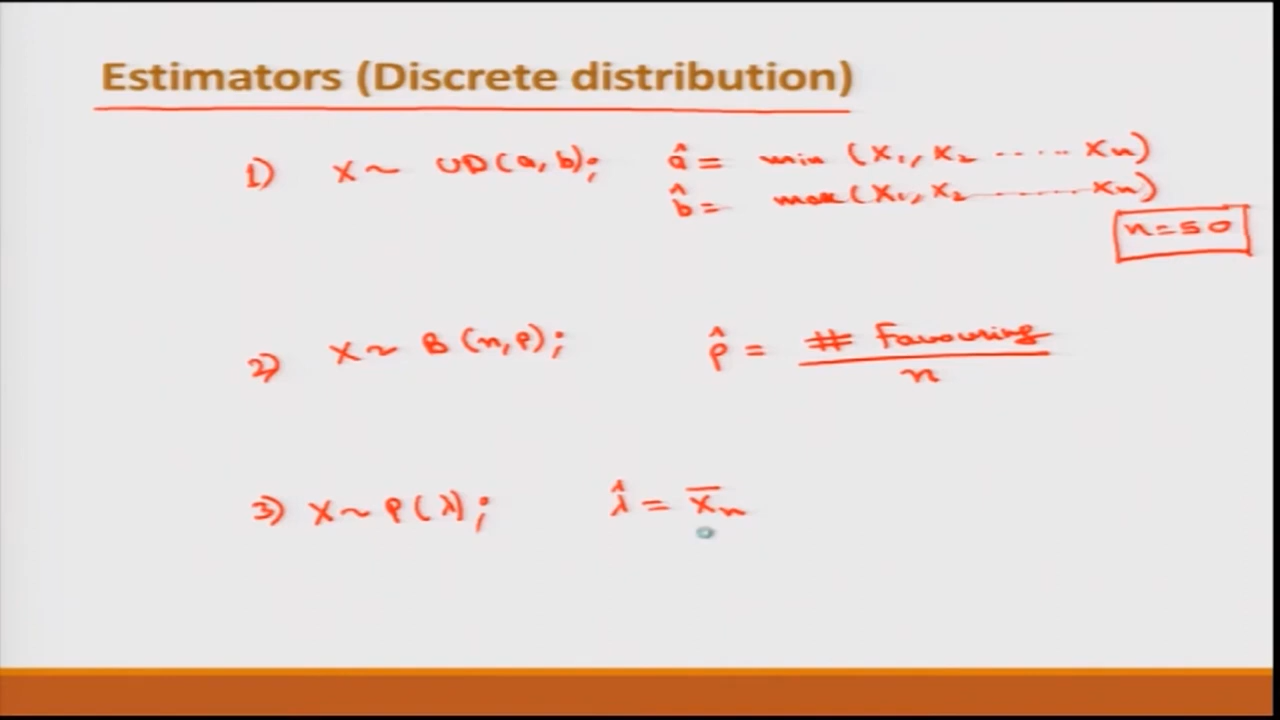 Estimators (Discrete distribution)
1) X ~ UD(a, b); â = min (X₁, X₂ ..... Xn)
b̂ = max(X₁, X₂ ......... Xn)
n=50
2) X ~ B (n, p); p̂ = # Favouring / n
3) X ~ P(λ); λ̂ = X̄n